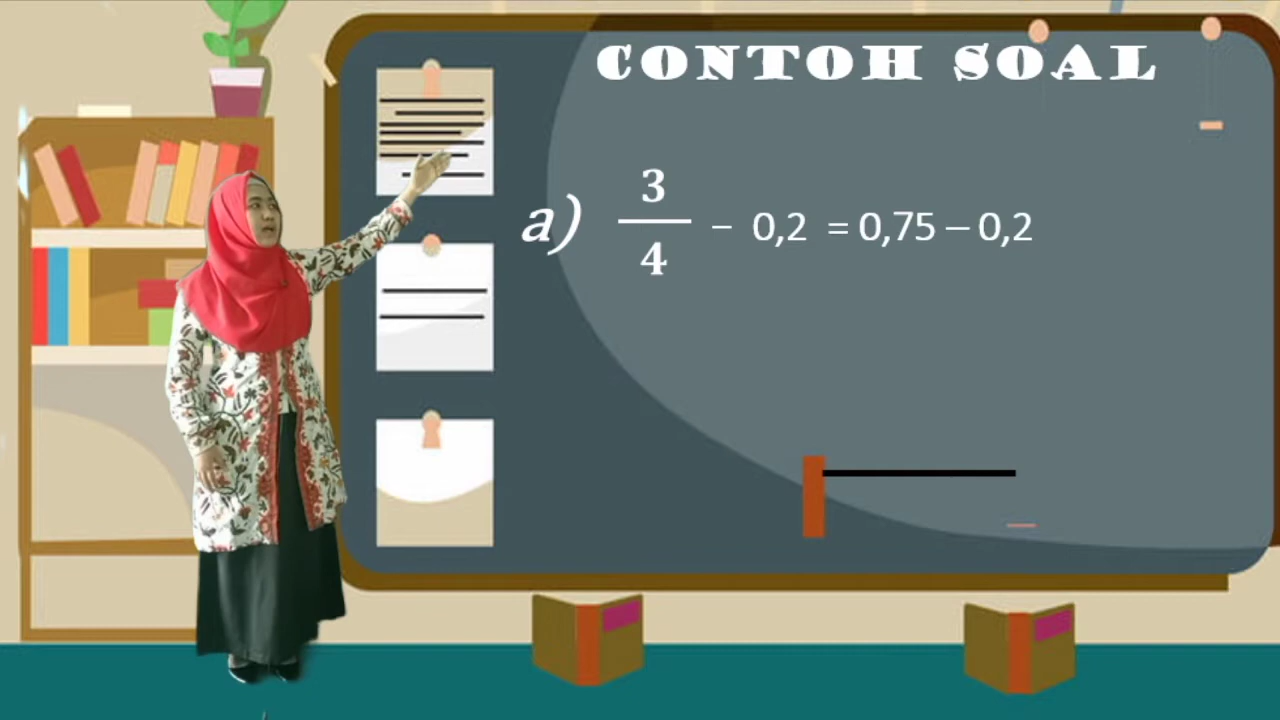 CONTOH SOAL
a) 3/4 − 0,2 = 0,75 – 0,2